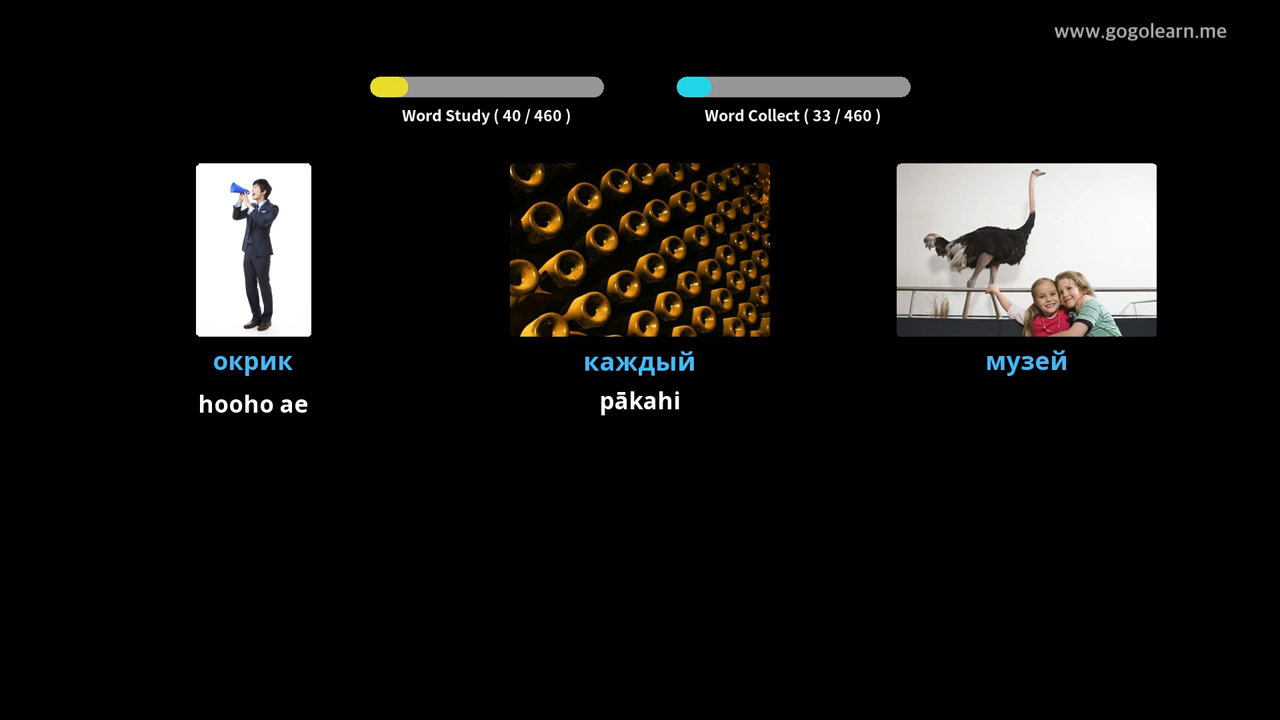 www.gogolearn.me
Word Study ( 40 / 460 )
Word Collect ( 33 / 460 )
окрик
каждый
музей
hooho ae
pākahi